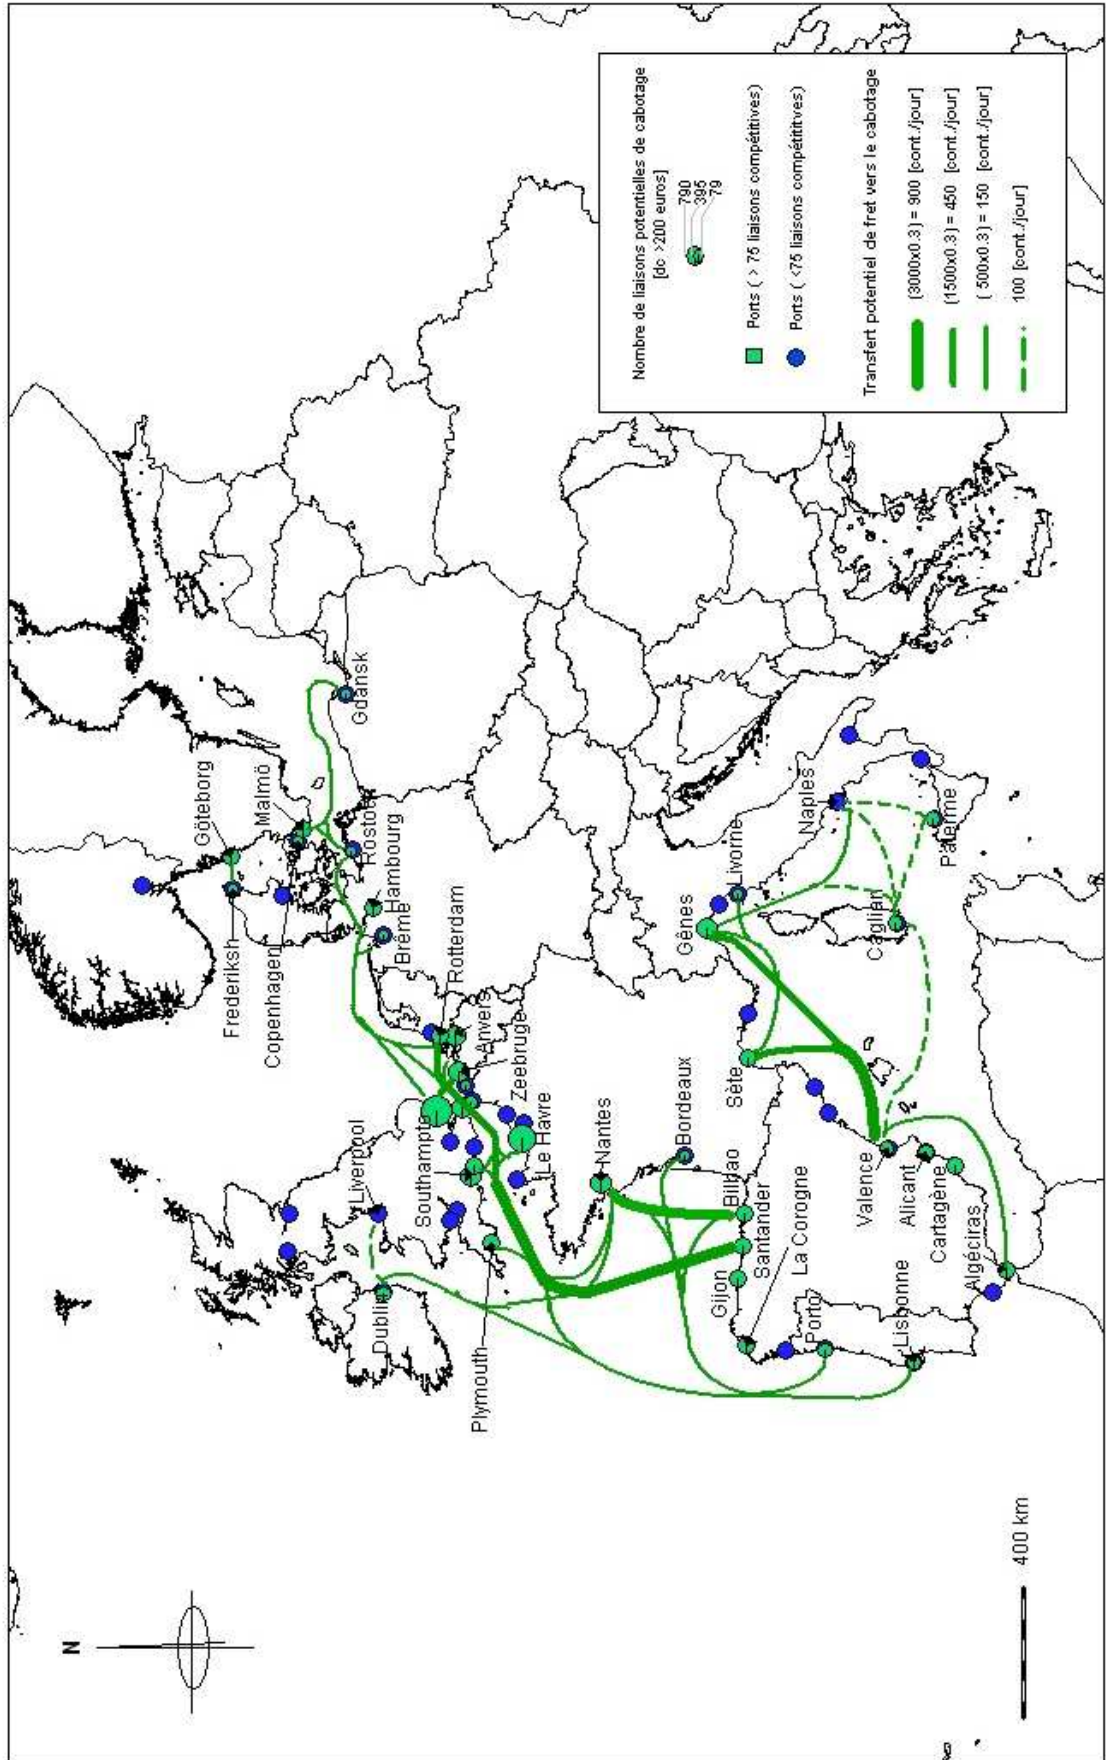 N
400 km
Göteborg
Malmö
Frederiksh
Copenhagen
Rostock
Gdansk
Hambourg
Brême
Rotterdam
Anvers
Zeebruge
Liverpool
Dublin
Southampto
Plymouth
Le Havre
Nantes
Bordeaux
Bilbao
Santander
Gijon
La Corogne
Porto
Lisbonne
Sète
Gênes
Livorne
Naples
Palerme
Cagliari
Valence
Alicant
Cartagène
Algéciras
Nombre de liaisons potentielles de cabotage
[dc >200 euros]
790
395
79
Ports ( > 75 liaisons compétitives)
Ports ( <75 liaisons compétititves)
Transfert potentiel de fret vers le cabotage
(3000x0.3) = 900 [cont./jour]
(1500x0.3) = 450 [cont./jour]
( 500x0.3) = 150 [cont./jour]
100 [cont./jour]